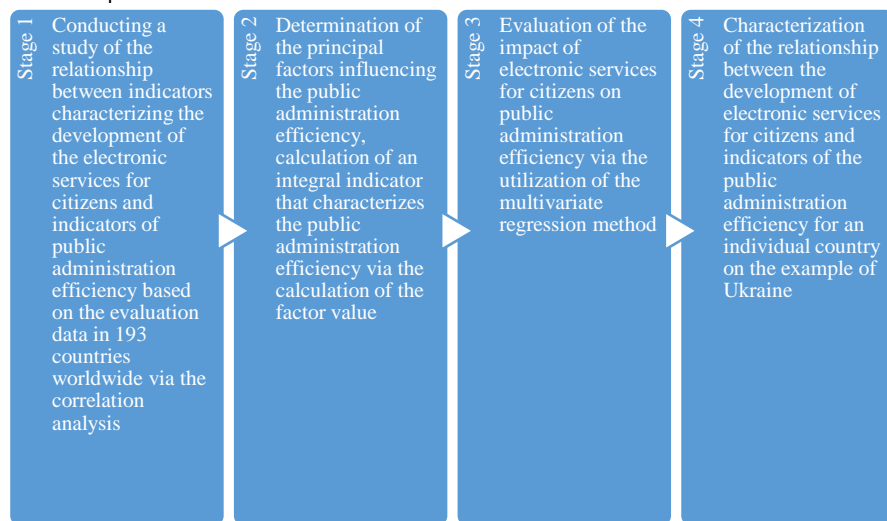 Stage 1
Conducting a
study of the
relationship
between indicators
characterizing the
development of
the electronic
services for
citizens and
indicators of
public
administration
efficiency based
on the evaluation
data in 193
countries
worldwide via the
correlation
analysis
Stage 2
Determination of
the principal
factors influencing
the public
administration
efficiency,
calculation of an
integral indicator
that characterizes
the public
administration
efficiency via the
calculation of the
factor value
Stage 3
Evaluation of the
impact of
electronic services
for citizens on
public
administration
efficiency via the
utilization of the
multivariate
regression method
Stage 4
Characterization
of the relationship
between the
development of
electronic services
for citizens and
indicators of the
public
administration
efficiency for an
individual country
on the example of
Ukraine